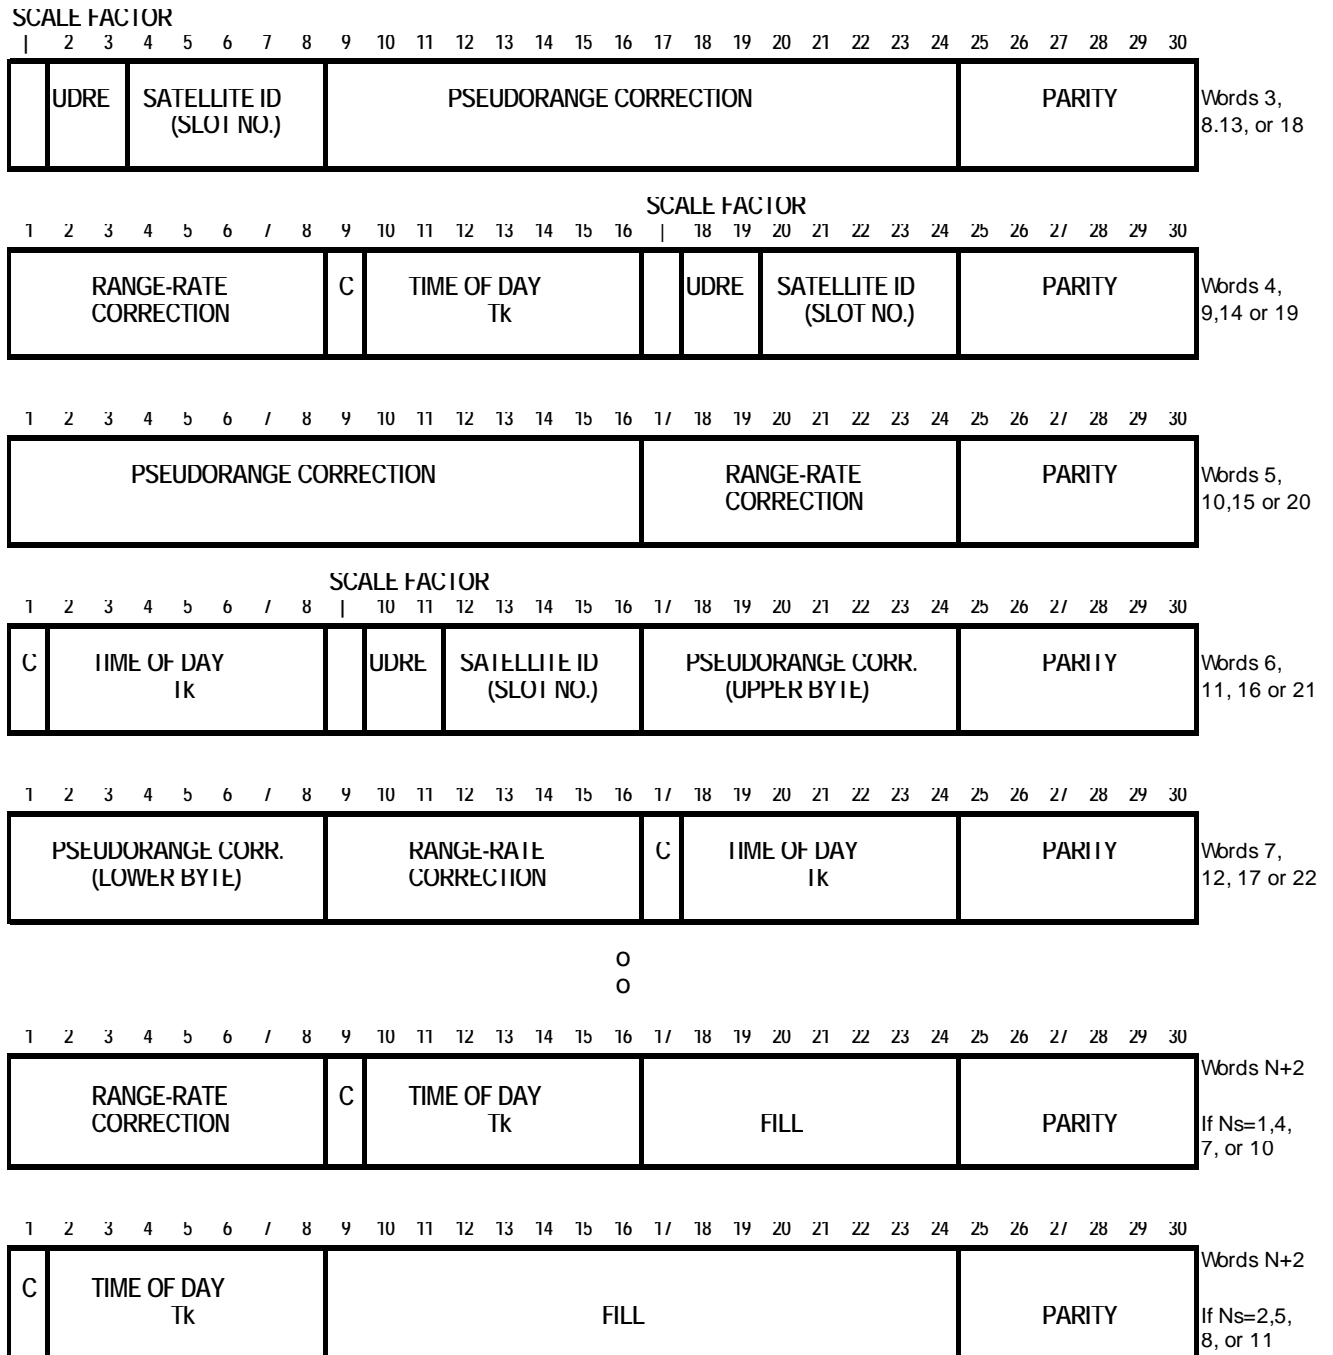 SCALE FACTOR
| 2 3 4 5 6 7 8 9 10 11 12 13 14 15 16 17 18 19 20 21 22 23 24 25 26 27 28 29 30
UDRE SATELLITE ID PSEUDORANGE CORRECTION PARITY Words 3,
(SLOT NO.) 8.13, or 18
SCALE FACTOR
1 2 3 4 5 6 7 8 9 10 11 12 13 14 15 16 | 18 19 20 21 22 23 24 25 26 27 28 29 30
RANGE-RATE C TIME OF DAY UDRE SATELLITE ID PARITY Words 4,
CORRECTION Tk (SLOT NO.) 9,14 or 19
1 2 3 4 5 6 7 8 9 10 11 12 13 14 15 16 17 18 19 20 21 22 23 24 25 26 27 28 29 30
PSEUDORANGE CORRECTION RANGE-RATE PARITY Words 5,
CORRECTION 10,15 or 20
SCALE FACTOR
1 2 3 4 5 6 7 8 | 10 11 12 13 14 15 16 17 18 19 20 21 22 23 24 25 26 27 28 29 30
C TIME OF DAY UDRE SATELLITE ID PSEUDORANGE CORR. PARITY Words 6,
Tk (SLOT NO.) (UPPER BYTE) 11, 16 or 21
1 2 3 4 5 6 7 8 9 10 11 12 13 14 15 16 17 18 19 20 21 22 23 24 25 26 27 28 29 30
PSEUDORANGE CORR. RANGE-RATE C TIME OF DAY PARITY Words 7,
(LOWER BYTE) CORRECTION Tk 12, 17 or 22
o
o
1 2 3 4 5 6 7 8 9 10 11 12 13 14 15 16 17 18 19 20 21 22 23 24 25 26 27 28 29 30
Words N+2
RANGE-RATE C TIME OF DAY
CORRECTION Tk FILL PARITY If Ns=1,4,
7, or 10
1 2 3 4 5 6 7 8 9 10 11 12 13 14 15 16 17 18 19 20 21 22 23 24 25 26 27 28 29 30
Words N+2
C TIME OF DAY
Tk FILL PARITY If Ns=2,5,
8, or 11